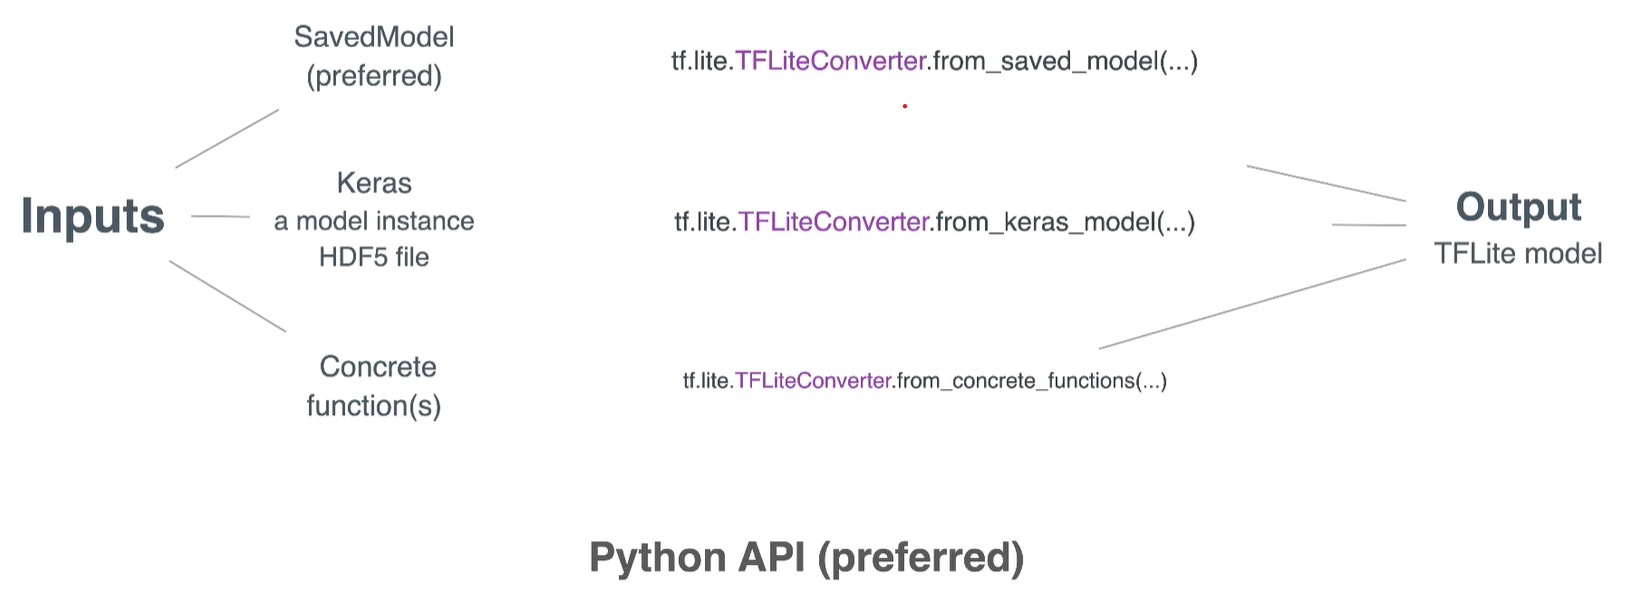 SavedModel
(preferred)
tf.lite.TFLiteConverter.from_saved_model(...)
Inputs
Keras
a model instance
HDF5 file
tf.lite.TFLiteConverter.from_keras_model(...)
Output
TFLite model
Concrete
function(s)
tf.lite.TFLiteConverter.from_concrete_functions(...)
Python API (preferred)